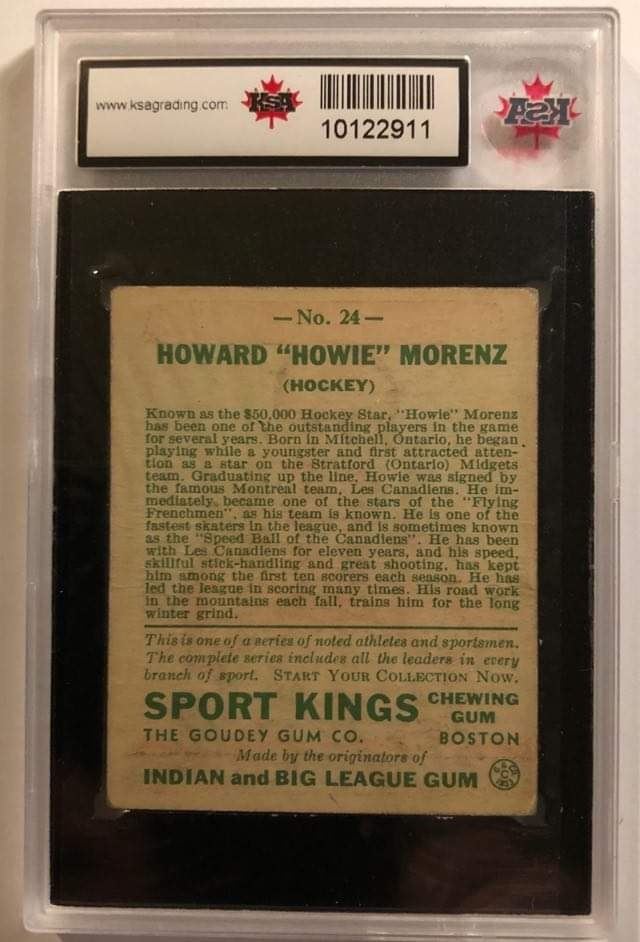 www.ksagrading.com
KSA
10122911
KSA
—No. 24—
HOWARD "HOWIE" MORENZ
(HOCKEY)
Known as the $50,000 Hockey Star, "Howie" Morenz
has been one of the outstanding players in the game
for several years. Born in Mitchell, Ontario, he began
playing while a youngster and first attracted atten-
tion as a star on the Stratford (Ontario) Midgets
team. Graduating up the line, Howie was signed by
the famous Montreal team, Les Canadiens. He im-
mediately became one of the stars of the "Flying
Frenchmen", as his team is known. He is one of the
fastest skaters in the league, and is sometimes known
as the "Speed Ball of the Canadiens". He has been
with Les Canadiens for eleven years, and his speed,
skillful stick-handling and great shooting, has kept
him among the first ten scorers each season. He has
led the league in scoring many times. His road work
in the mountains each fall, trains him for the long
winter grind.
This is one of a series of noted athletes and sportsmen.
The complete series includes all the leaders in every
branch of sport. START YOUR COLLECTION NOW.
SPORT KINGS CHEWING GUM
THE GOUDEY GUM CO. BOSTON
Made by the originators of
INDIAN and BIG LEAGUE GUM